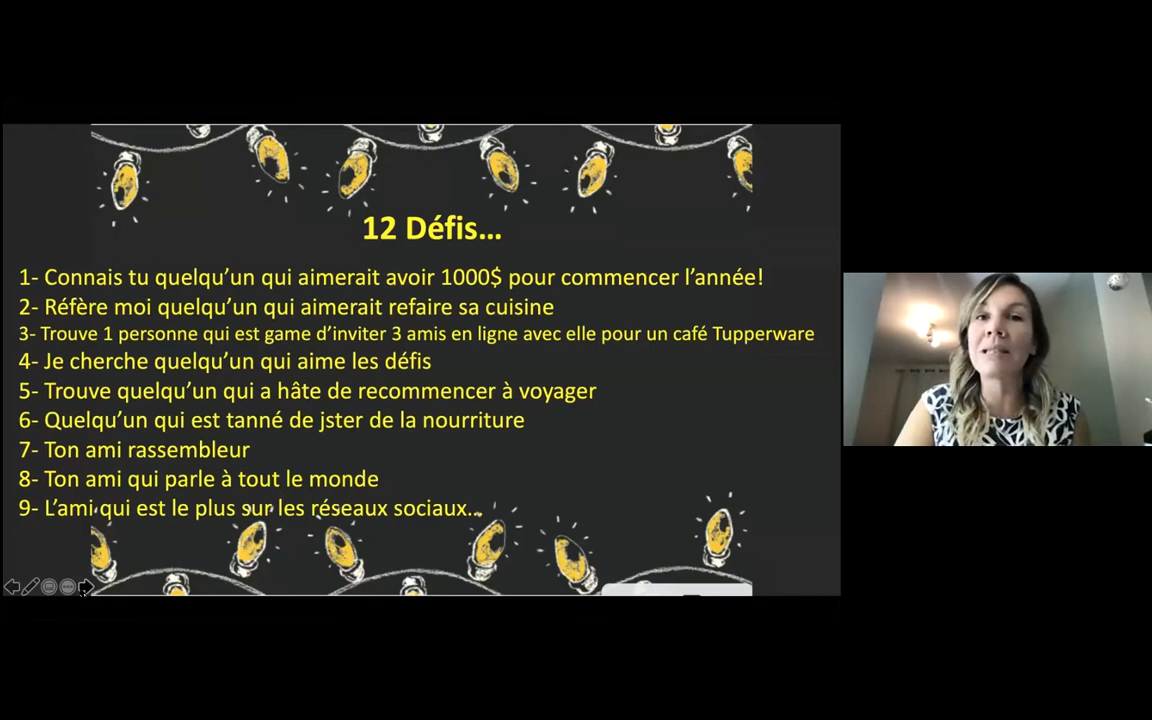 12 Défis...
1- Connais tu quelqu'un qui aimerait avoir 1000$ pour commencer l'année!
2- Réfère moi quelqu'un qui aimerait refaire sa cuisine
3- Trouve 1 personne qui est game d'inviter 3 amis en ligne avec elle pour un café Tupperware
4- Je cherche quelqu'un qui aime les défis
5- Trouve quelqu'un qui a hâte de recommencer à voyager
6- Quelqu'un qui est tanné de jster de la nourriture
7- Ton ami rassembleur
8- Ton ami qui parle à tout le monde
9- L'ami qui est le plus sur les réseaux sociaux...